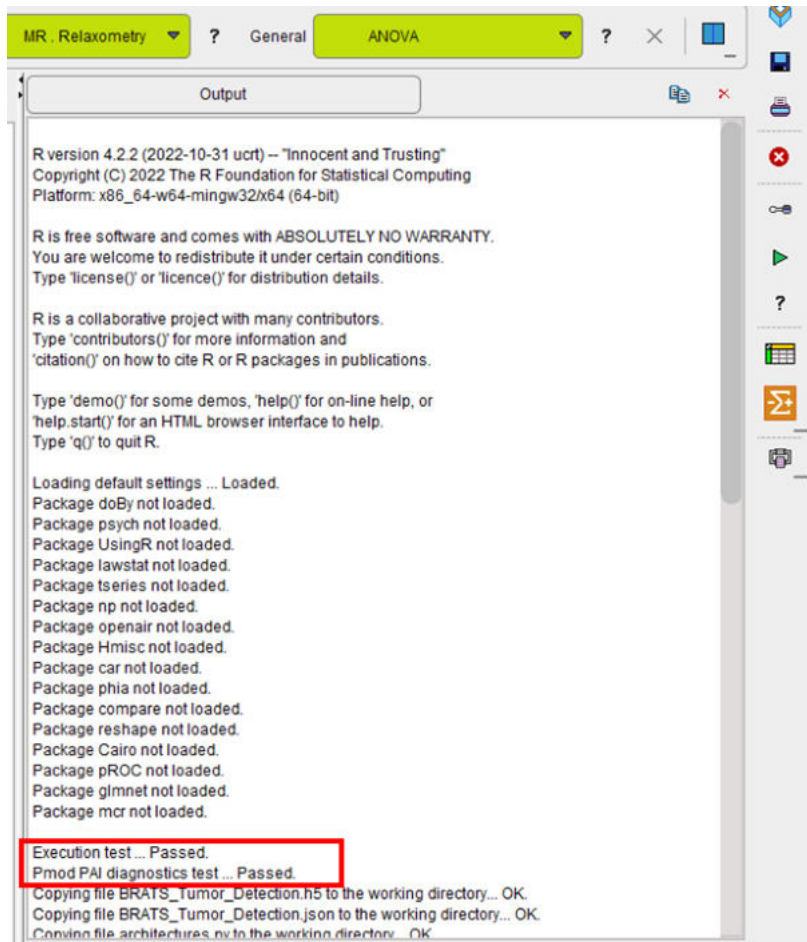 MR . Relaxometry ? General ANOVA ?
Output
R version 4.2.2 (2022-10-31 ucrt) -- "Innocent and Trusting"
Copyright (C) 2022 The R Foundation for Statistical Computing
Platform: x86_64-w64-mingw32/x64 (64-bit)
R is free software and comes with ABSOLUTELY NO WARRANTY.
You are welcome to redistribute it under certain conditions.
Type 'license()' or 'licence()' for distribution details.
R is a collaborative project with many contributors.
Type 'contributors()' for more information and
'citation()' on how to cite R or R packages in publications.
Type 'demo()' for some demos, 'help()' for on-line help, or
'help.start()' for an HTML browser interface to help.
Type 'q()' to quit R.
Loading default settings ... Loaded.
Package doBy not loaded.
Package psych not loaded.
Package UsingR not loaded.
Package lawstat not loaded.
Package tseries not loaded.
Package np not loaded.
Package openair not loaded.
Package Hmisc not loaded.
Package car not loaded.
Package phia not loaded.
Package compare not loaded.
Package reshape not loaded.
Package Cairo not loaded.
Package pROC not loaded.
Package glmnet not loaded.
Package mcr not loaded.
Execution test ... Passed.
Pmod PAI diagnostics test ... Passed.
Copying file BRATS_Tumor_Detection.h5 to the working directory... OK.
Copying file BRATS_Tumor_Detection.json to the working directory... OK.
Copying file architectures.py to the working directory... OK.
?